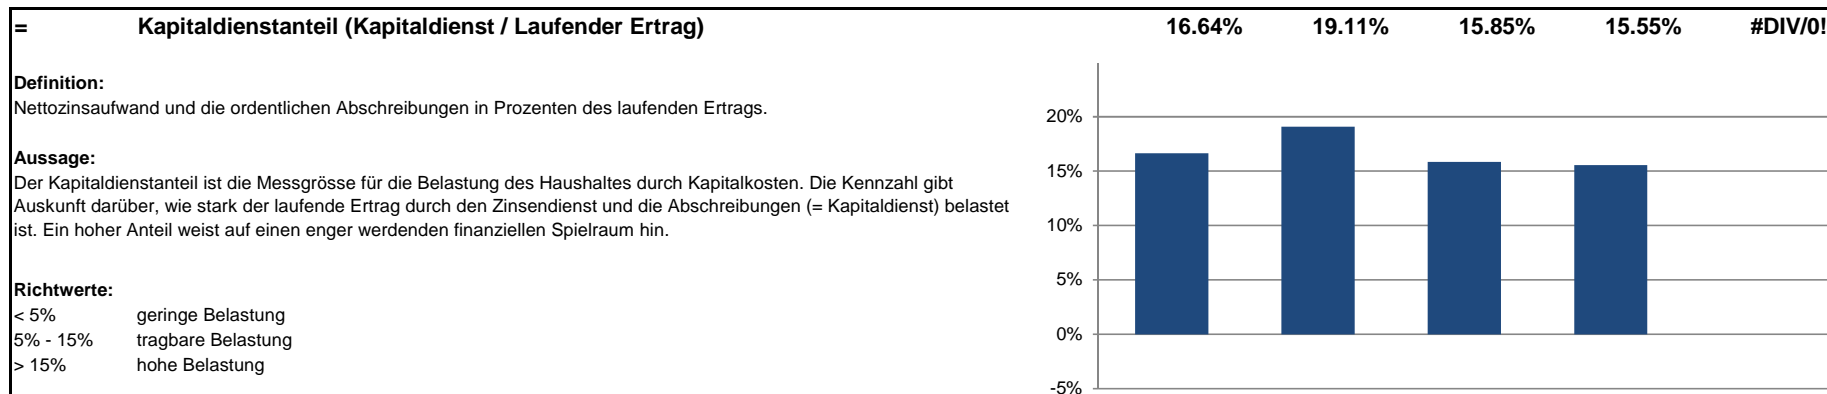 = Kapitaldienstanteil (Kapitaldienst / Laufender Ertrag) 16.64% 19.11% 15.85% 15.55% #DIV/0!
Definition:
Nettozinsaufwand und die ordentlichen Abschreibungen in Prozenten des laufenden Ertrags.
Aussage:
Der Kapitaldienstanteil ist die Messgrösse für die Belastung des Haushaltes durch Kapitalkosten. Die Kennzahl gibt
Auskunft darüber, wie stark der laufende Ertrag durch den Zinsendienst und die Abschreibungen (= Kapitaldienst) belastet
ist. Ein hoher Anteil weist auf einen enger werdenden finanziellen Spielraum hin.
Richtwerte:
< 5% geringe Belastung
5% - 15% tragbare Belastung
> 15% hohe Belastung
20%
15%
10%
5%
0%
-5%